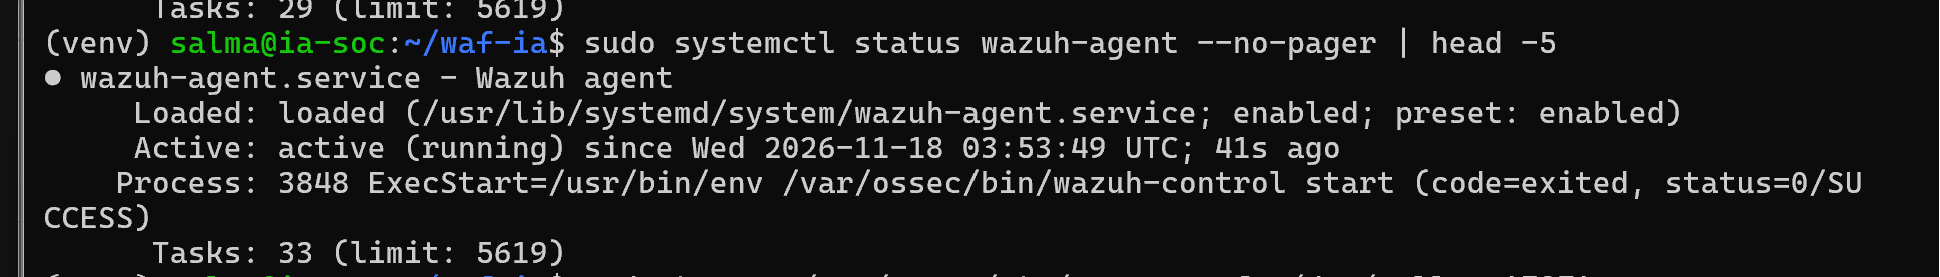 Tasks: 29 (limit: 5619)
(venv) salma@ia-soc:~/waf-ia$ sudo systemctl status wazuh-agent --no-pager | head -5
● wazuh-agent.service - Wazuh agent
Loaded: loaded (/usr/lib/systemd/system/wazuh-agent.service; enabled; preset: enabled)
Active: active (running) since Wed 2026-11-18 03:53:49 UTC; 41s ago
Process: 3848 ExecStart=/usr/bin/env /var/ossec/bin/wazuh-control start (code=exited, status=0/SU
CCESS)
Tasks: 33 (limit: 5619)